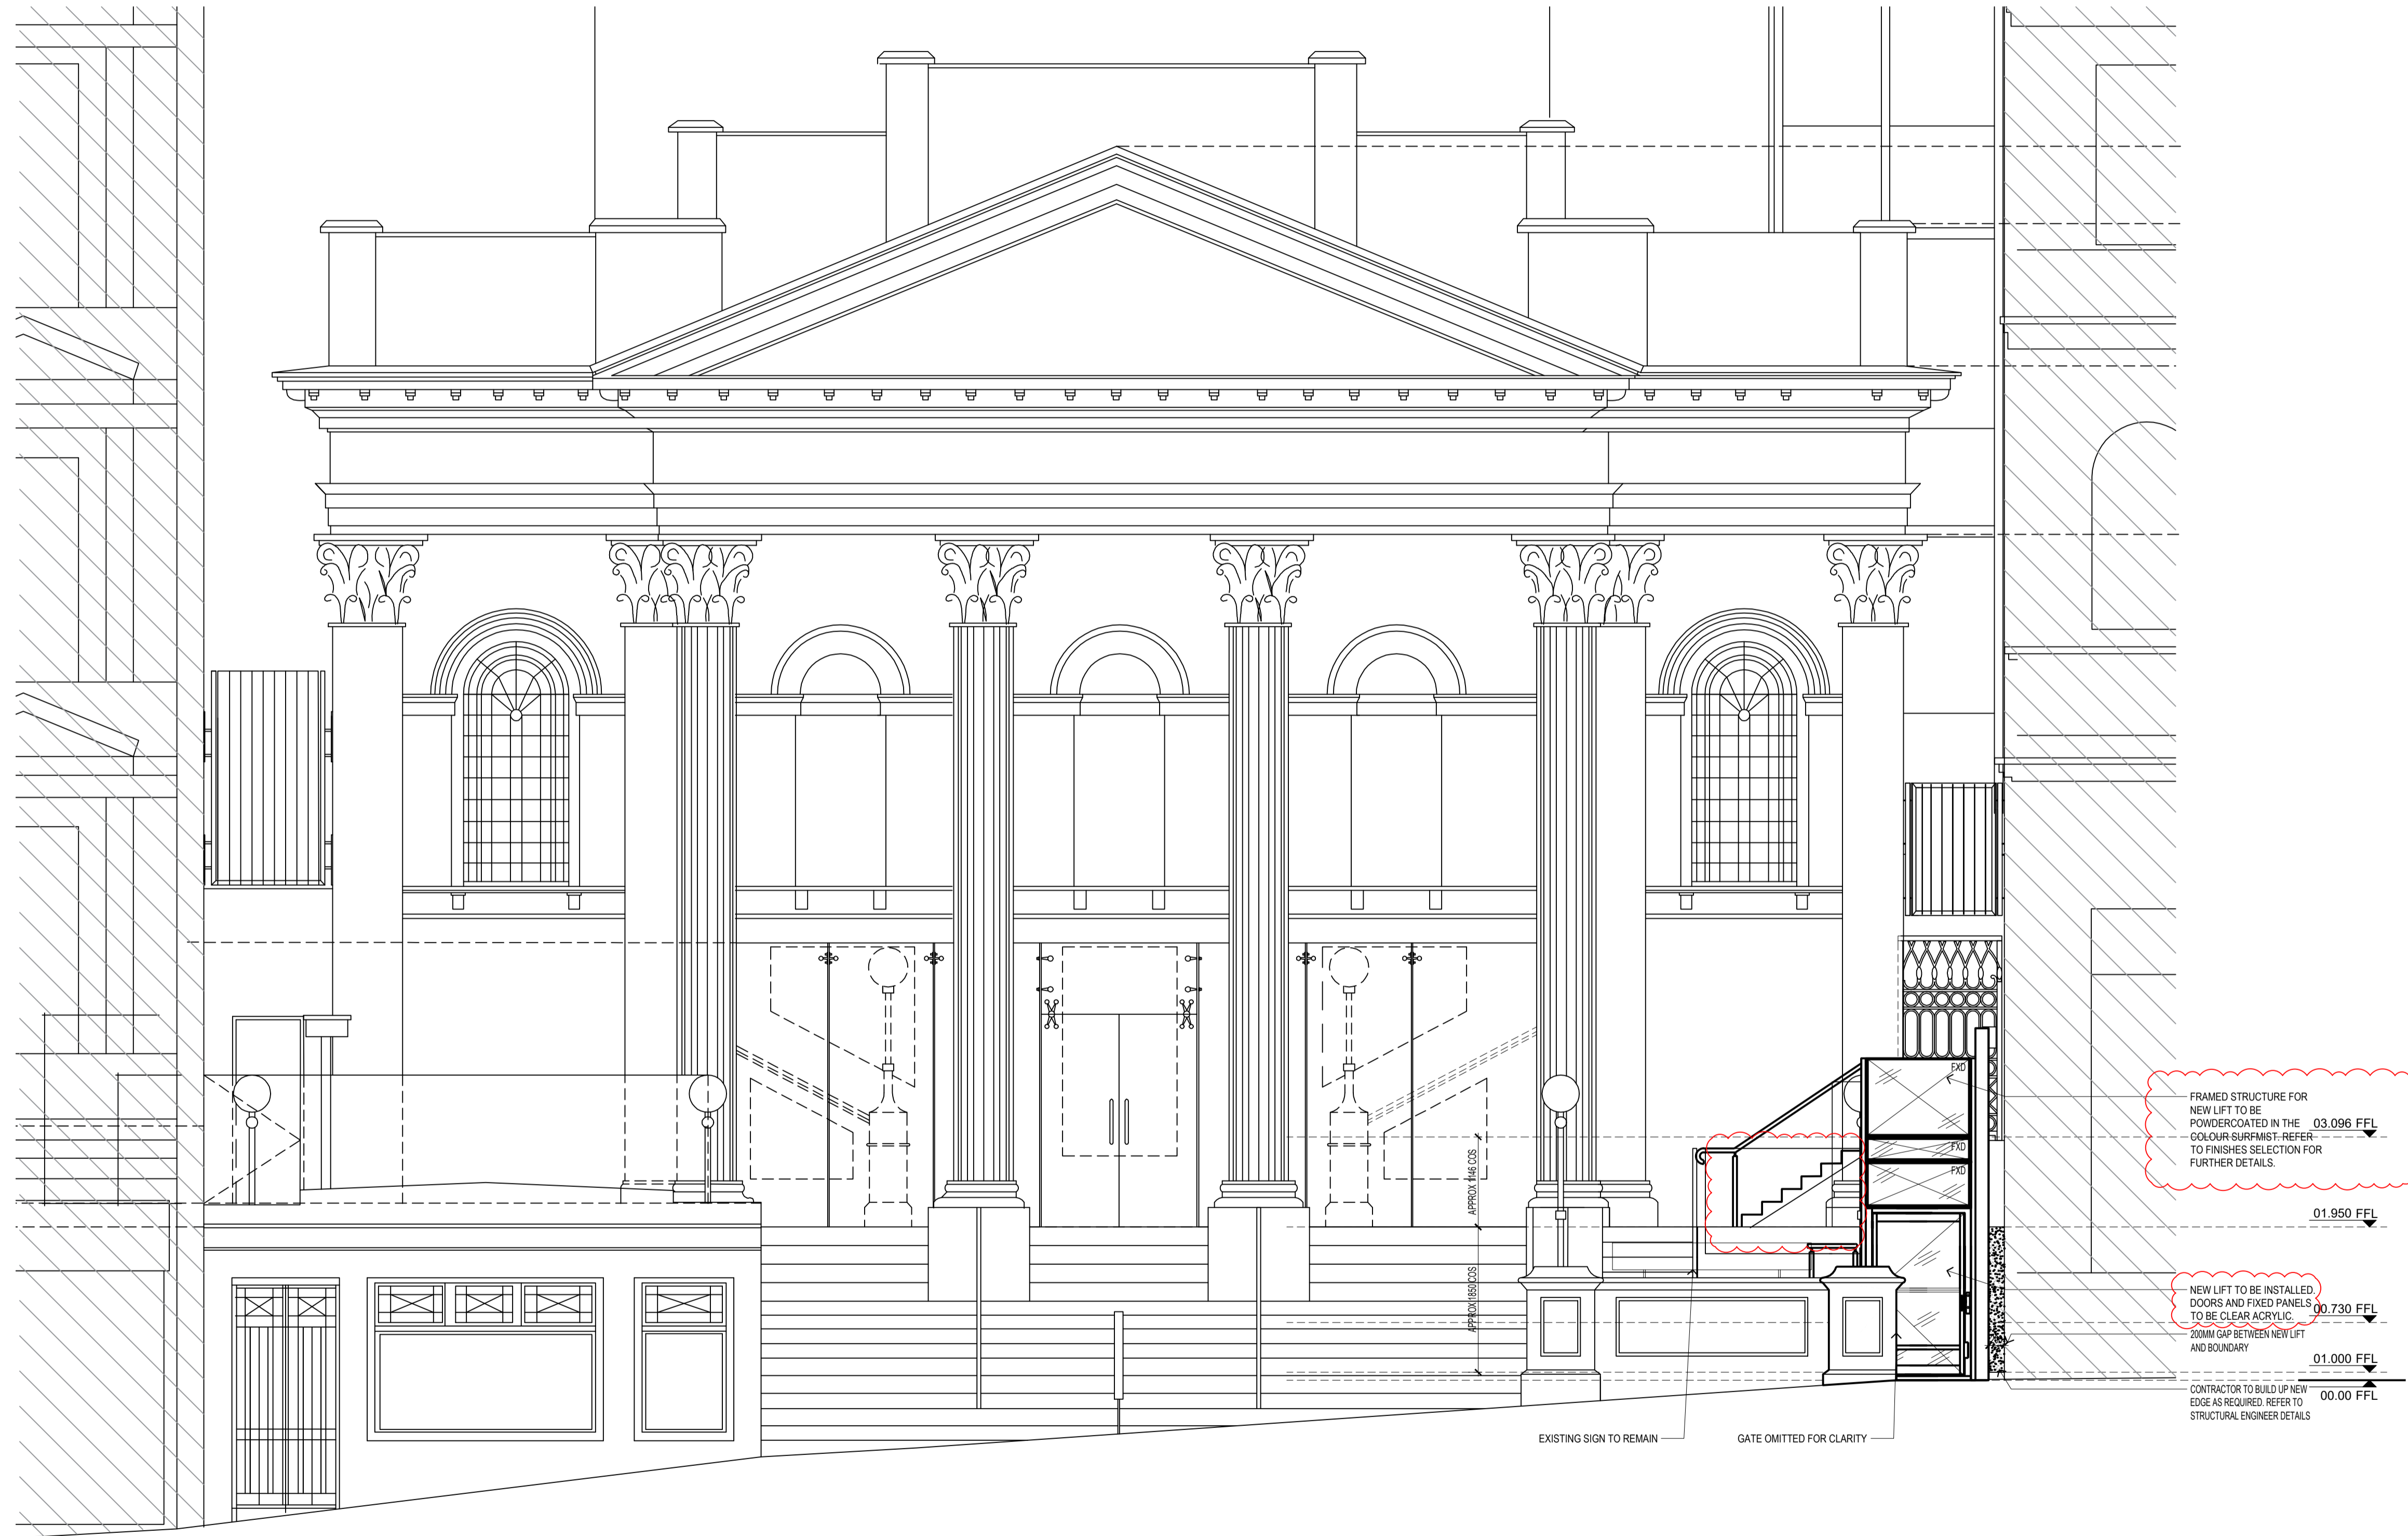 FXD
FXD
FXD
FRAMED STRUCTURE FOR
NEW LIFT TO BE
POWDERCOATED IN THE
COLOUR SURFMIST. REFER
TO FINISHES SELECTION FOR
FURTHER DETAILS.
03.096 FFL
APPROX 1146 COS
01.950 FFL
APPROX 1850 COS
NEW LIFT TO BE INSTALLED.
DOORS AND FIXED PANELS
TO BE CLEAR ACRYLIC.
00.730 FFL
200MM GAP BETWEEN NEW LIFT
AND BOUNDARY
01.000 FFL
CONTRACTOR TO BUILD UP NEW
EDGE AS REQUIRED. REFER TO
STRUCTURAL ENGINEER DETAILS
00.00 FFL
EXISTING SIGN TO REMAIN
GATE OMITTED FOR CLARITY